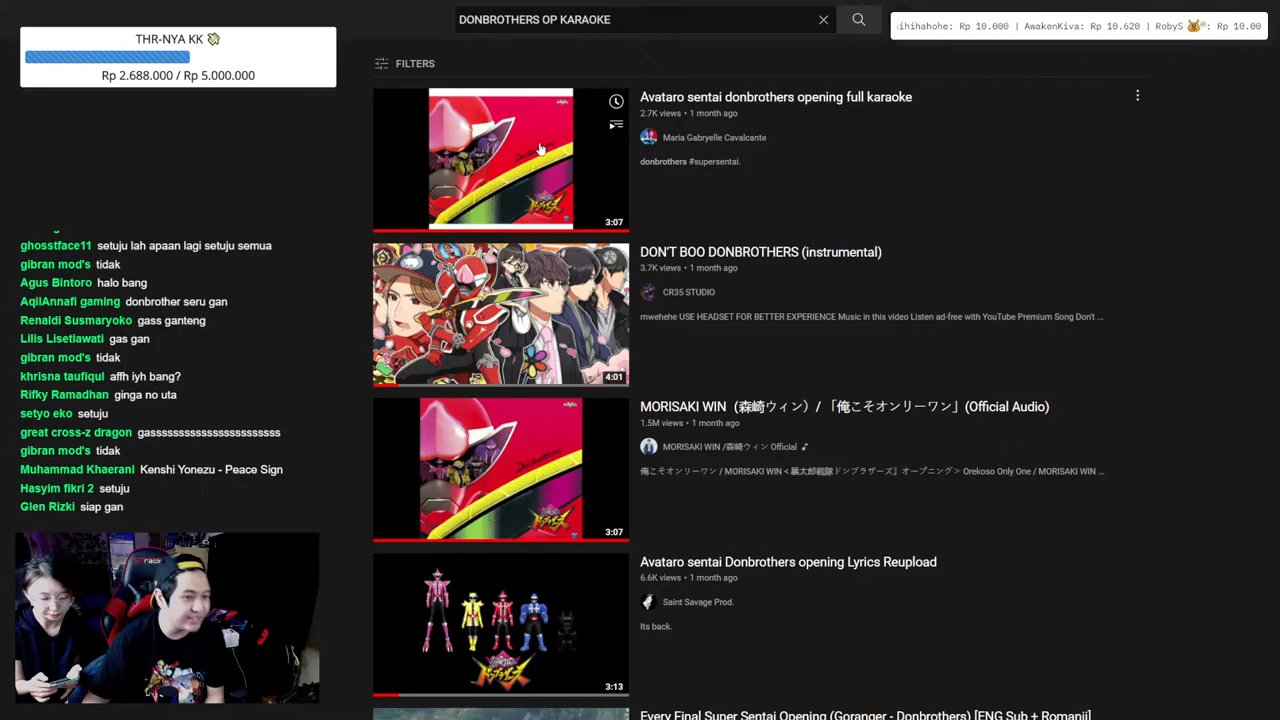 DONBROTHERS OP KARAOKE
THR-NYA KK
Rp 2.688.000 / Rp 5.000.000
ihihahohe: Rp 10.000 | AwakenKiva: Rp 10.620 | RobyS 🐯: Rp 10.00
FILTERS
Avataro sentai donbrothers opening full karaoke
2.7K views • 1 month ago
Maria Gabryelle Cavalcante
donbrothers #supersentai.
3:07
DON'T BOO DONBROTHERS (instrumental)
3.7K views • 1 month ago
CR35 STUDIO
mwehehe USE HEADSET FOR BETTER EXPERIENCE Music in this video Listen ad-free with YouTube Premium Song Don't ...
4:01
MORISAKI WIN（森崎ウィン）/ 「俺こそオンリーワン」(Official Audio)
1.5M views • 1 month ago
MORISAKI WIN /森崎ウィン Official
俺こそオンリーワン / MORISAKI WIN <暴太郎戦隊ドンブラザーズ』オープニング> Orekoso Only One / MORISAKI WIN ...
Donbrothers
3:07
Avataro sentai Donbrothers opening Lyrics Reupload
6.6K views • 1 month ago
Saint Savage Prod.
Its back.
ドンブラザーズ
3:13
Every Final Super Sentai Opening (Goranger - Donbrothers) [ENG Sub + Romanji]
ghosstface11 setuju lah apaan lagi setuju semua
gibran mod's tidak
Agus Bintoro halo bang
AqilAnnafi gaming donbrother seru gan
Renaldi Susmaryoko gass ganteng
Lilis Lisetlawati gas gan
gibran mod's tidak
khrisna taufiqul affh iyh bang?
Rifky Ramadhan ginga no uta
setyo eko setuju
great cross-z dragon gasssssssssssssssssssssss
gibran mod's tidak
Muhammad Khaerani Kenshi Yonezu - Peace Sign
Hasyim fikri 2 setuju
Glen Rizki siap gan